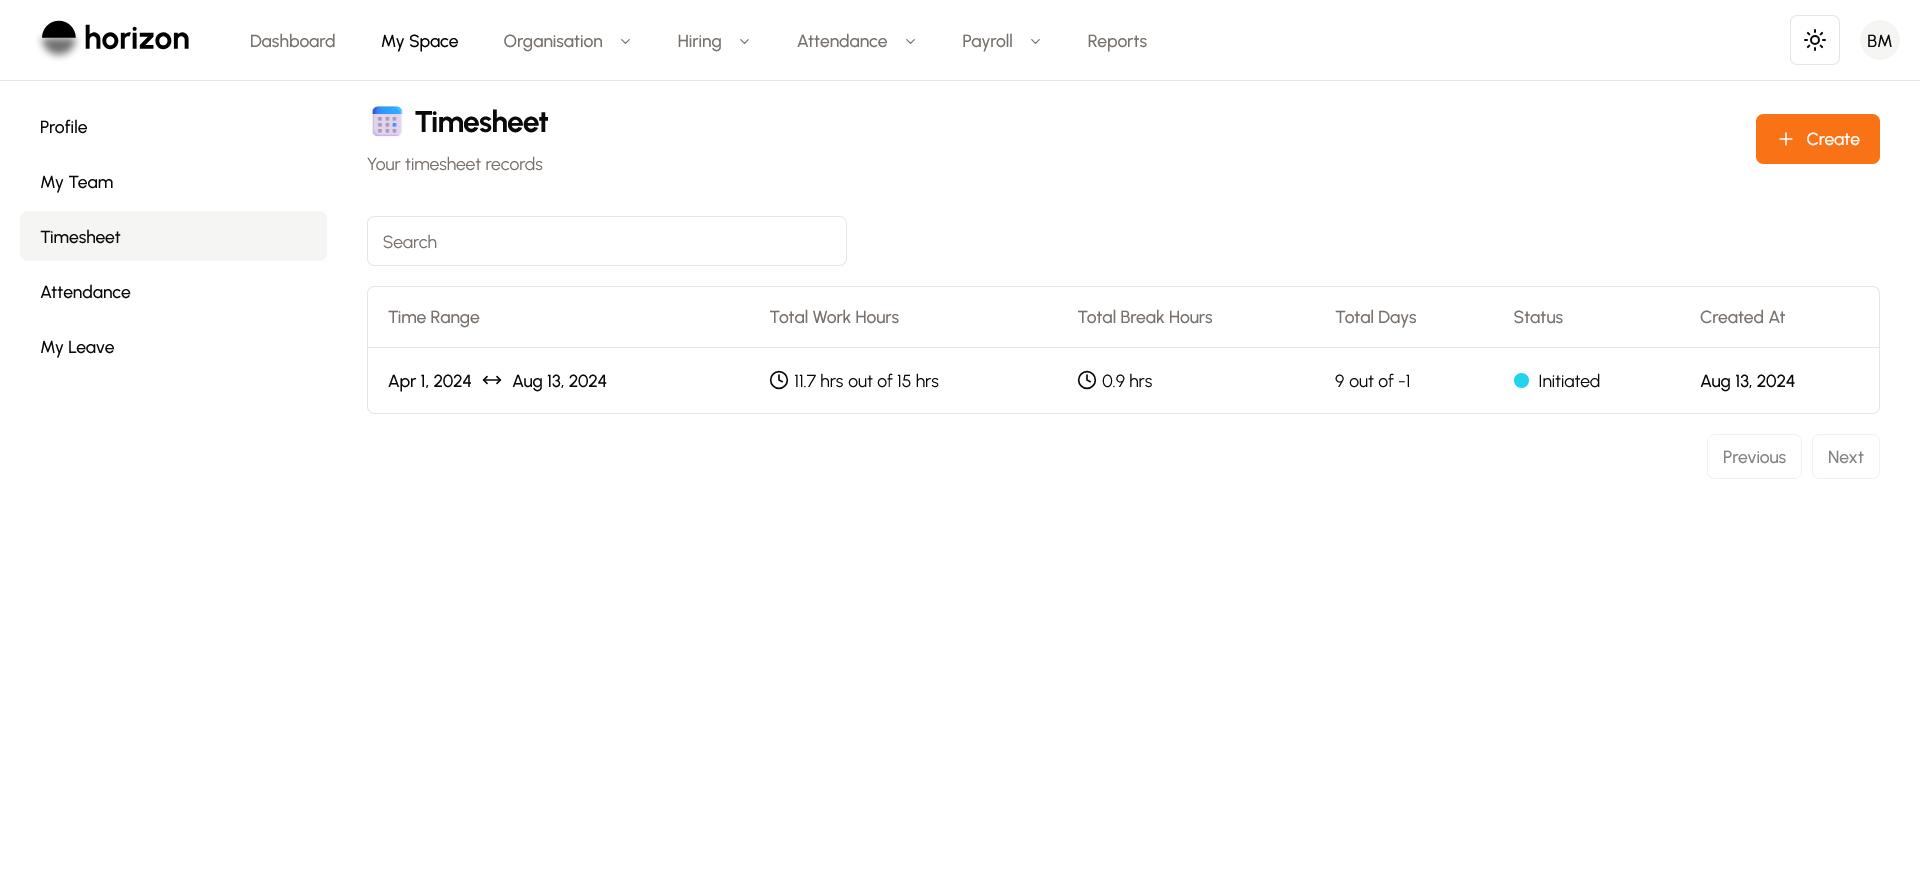 horizon
Dashboard My Space Organisation Hiring Attendance Payroll Reports
BM
Profile
My Team
Timesheet
Attendance
My Leave
Timesheet
Your timesheet records
Create
Search
Time Range Total Work Hours Total Break Hours Total Days Status Created At
Apr 1, 2024 ↔ Aug 13, 2024 11.7 hrs out of 15 hrs 0.9 hrs 9 out of -1 Initiated Aug 13, 2024
Previous Next